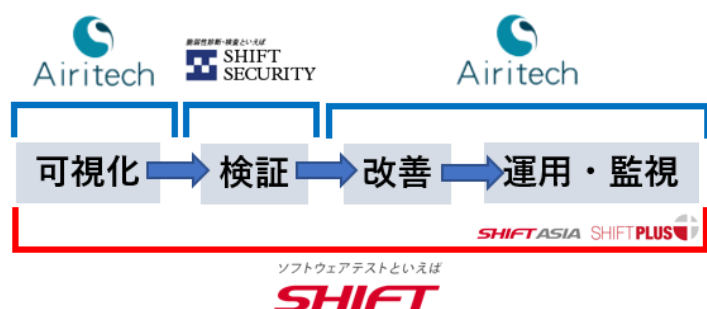 Airitech
脆弱性診断・検査といえば
SHIFT
SECURITY
Airitech
可視化
検証
改善
運用・監視
SHIFT ASIA
SHIFT PLUS
ソフトウェアテストといえば
SHIFT